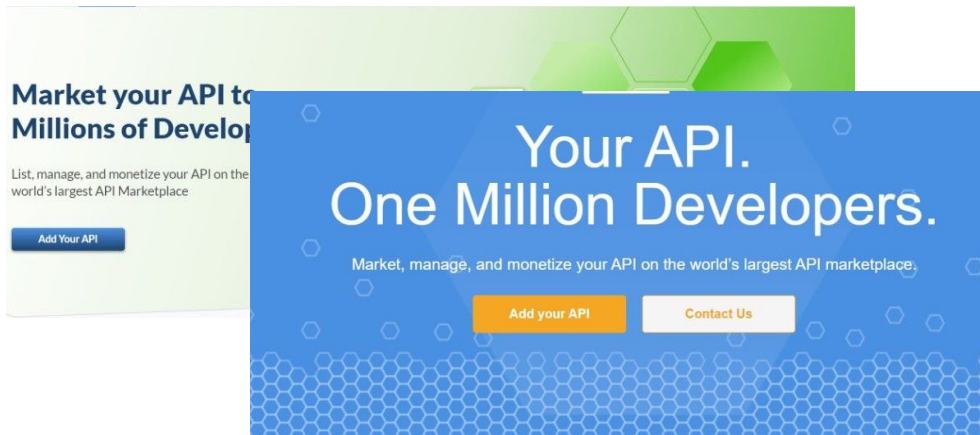 Market your API to
Millions of
List, manage, and monetize your API on the
world's largest API Marketplace
Add Your API
Your API.
One Million Developers.
Market, manage, and monetize your API on the world's largest API marketplace.
Add your API
Contact Us